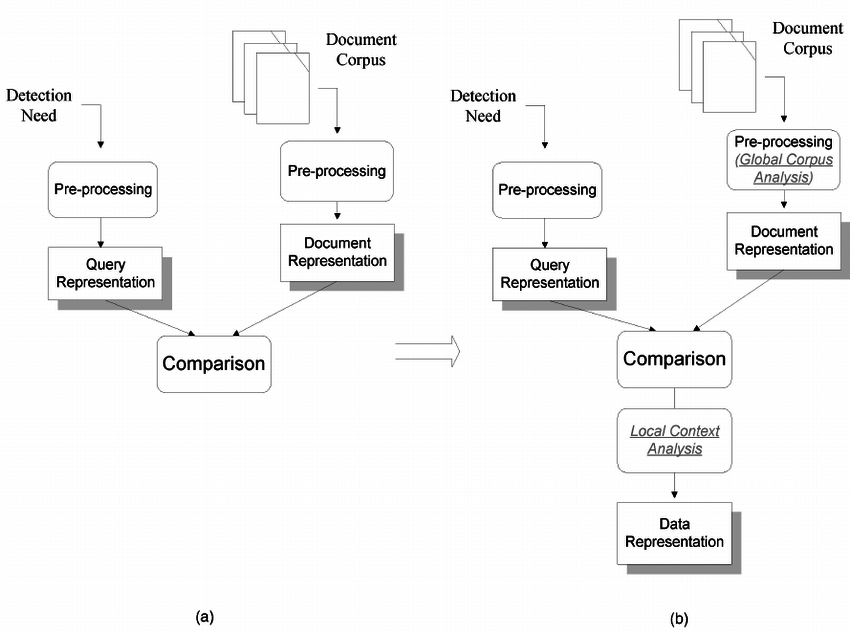 Document
Corpus
Detection
Need
Pre-processing
Pre-processing
Document
Representation
Query
Representation
Comparison
(a)
Document
Corpus
Detection
Need
Pre-processing
(Global Corpus
Analysis)
Pre-processing
Document
Representation
Query
Representation
Comparison
Local Context
Analysis
Data
Representation
(b)